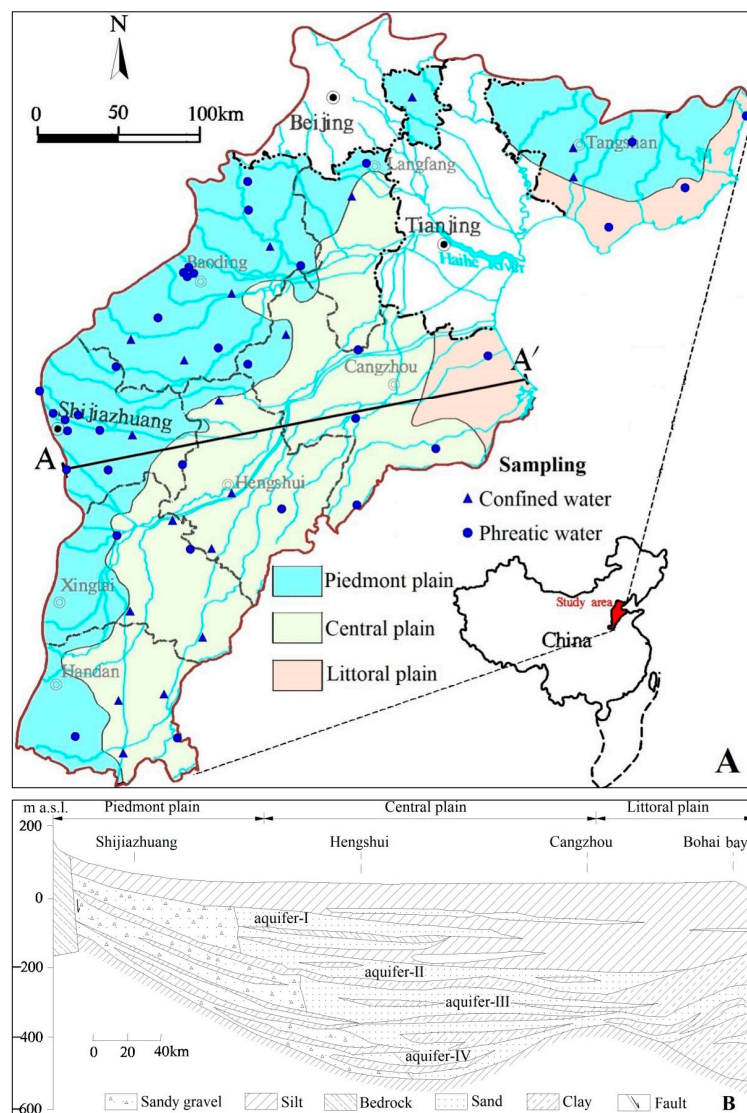 N
0 50 100km
Beijing
Tangshan
Langfang
Tianjing
Haihe River
Baoding
Cangzhou
A′
Shijiazhuang
A
Hengshui
Sampling
Confined water
Phreatic water
Xingtai
Piedmont plain
Central plain
Littoral plain
Study area
China
Handan
A
m a.s.l. Piedmont plain Central plain Littoral plain
200
Shijiazhuang Hengshui Cangzhou Bohai bay
0
aquifer-I
aquifer-II
-200
aquifer-III
-400
0 20 40km
aquifer-IV
-600
Sandy gravel Silt Bedrock Sand Clay Fault B